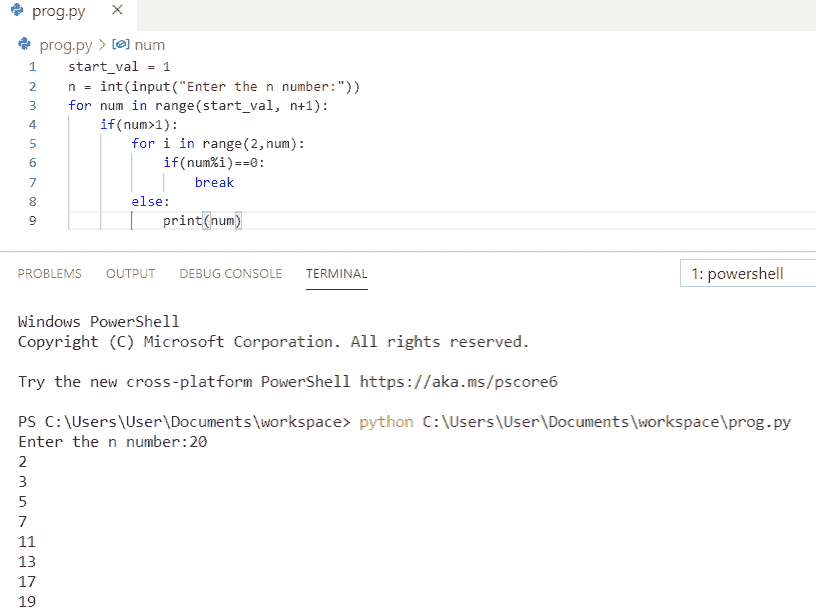 prog.py ×
prog.py > [@] num
1 start_val = 1
2 n = int(input("Enter the n number:"))
3 for num in range(start_val, n+1):
4     if(num>1):
5         for i in range(2,num):
6             if(num%i)==0:
7                 break
8         else:
9             print(num)
PROBLEMS OUTPUT DEBUG CONSOLE TERMINAL 1: powershell
Windows PowerShell
Copyright (C) Microsoft Corporation. All rights reserved.
Try the new cross-platform PowerShell https://aka.ms/pscore6
PS C:\Users\User\Documents\workspace> python C:\Users\User\Documents\workspace\prog.py
Enter the n number:20
2
3
5
7
11
13
17
19